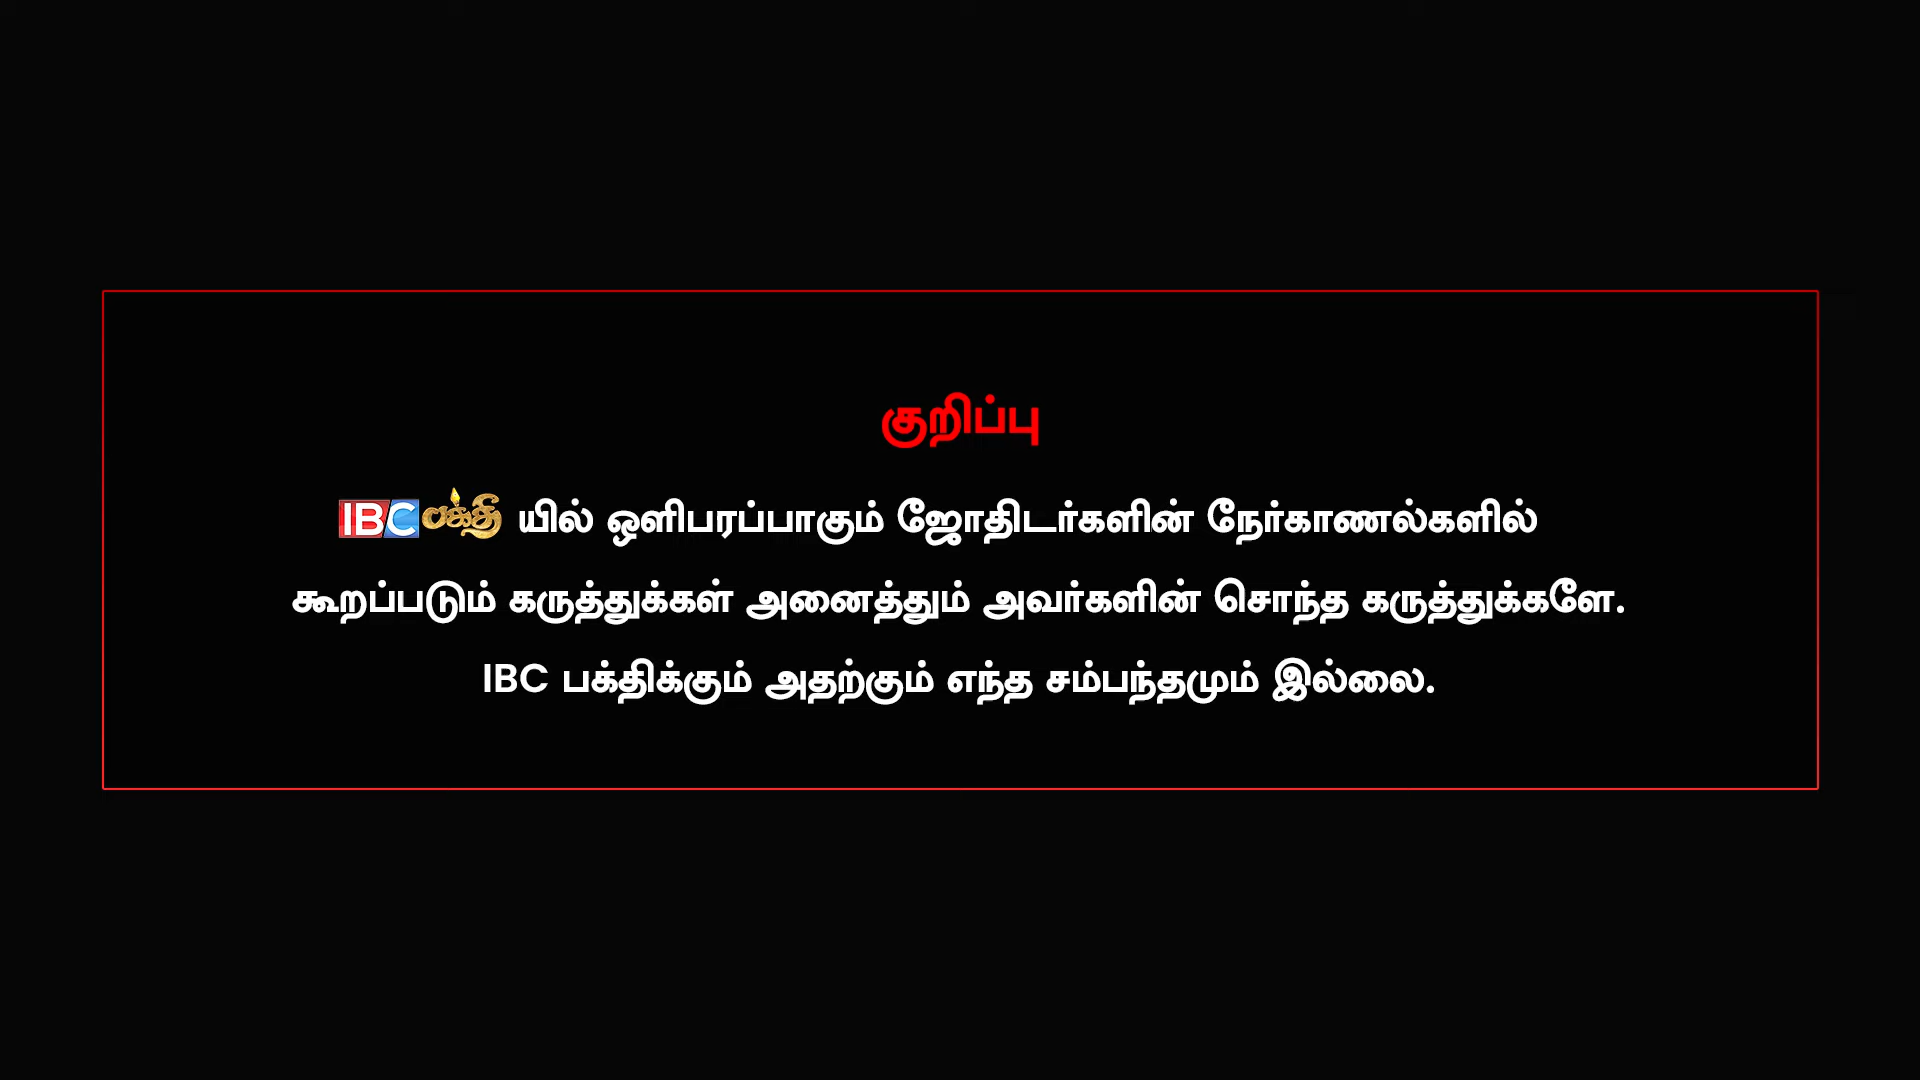 குறிப்பு
IBC பக்தி யில் ஒளிபரப்பாகும் ஜோதிடர்களின் நேர்காணல்களில்
கூறப்படும் கருத்துக்கள் அனைத்தும் அவர்களின் சொந்த கருத்துக்களே.
IBC பக்திக்கும் அதற்கும் எந்த சம்பந்தமும் இல்லை.